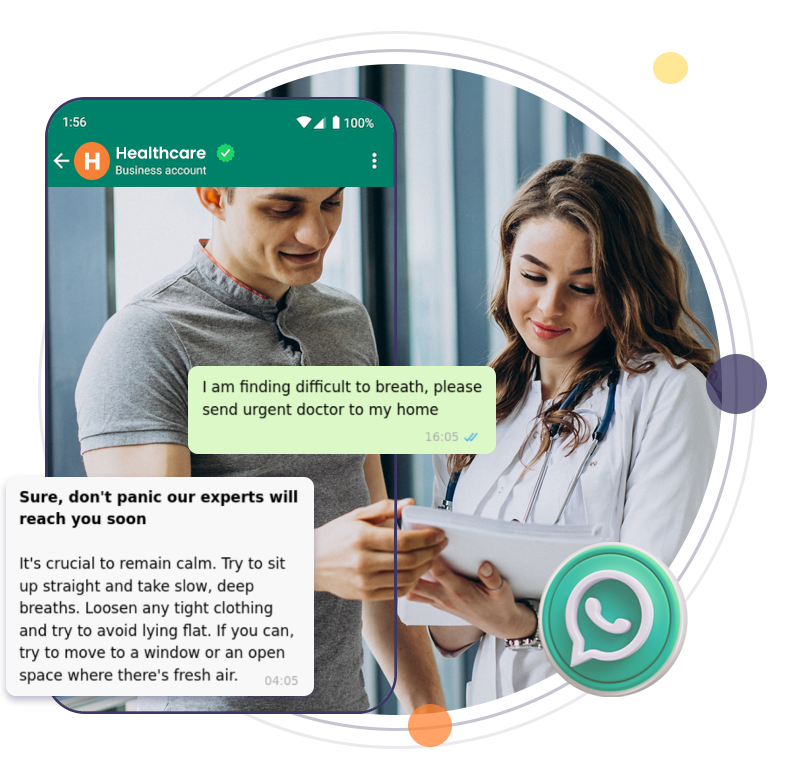 1:56
100%
H
Healthcare
Business account
I am finding difficult to breath, please
send urgent doctor to my home
16:05
Sure, don't panic our experts will
reach you soon
It's crucial to remain calm. Try to sit
up straight and take slow, deep
breaths. Loosen any tight clothing
and try to avoid lying flat. If you can,
try to move to a window or an open
space where there's fresh air.
04:05